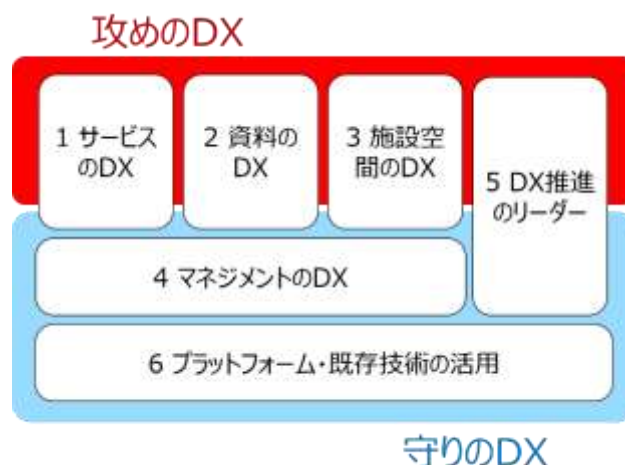 攻めのDX
1 サービス
のDX
2 資料の
DX
3 施設空
間のDX
5 DX推進
のリーダー
4 マネジメントのDX
6 プラットフォーム・既存技術の活用
守りのDX